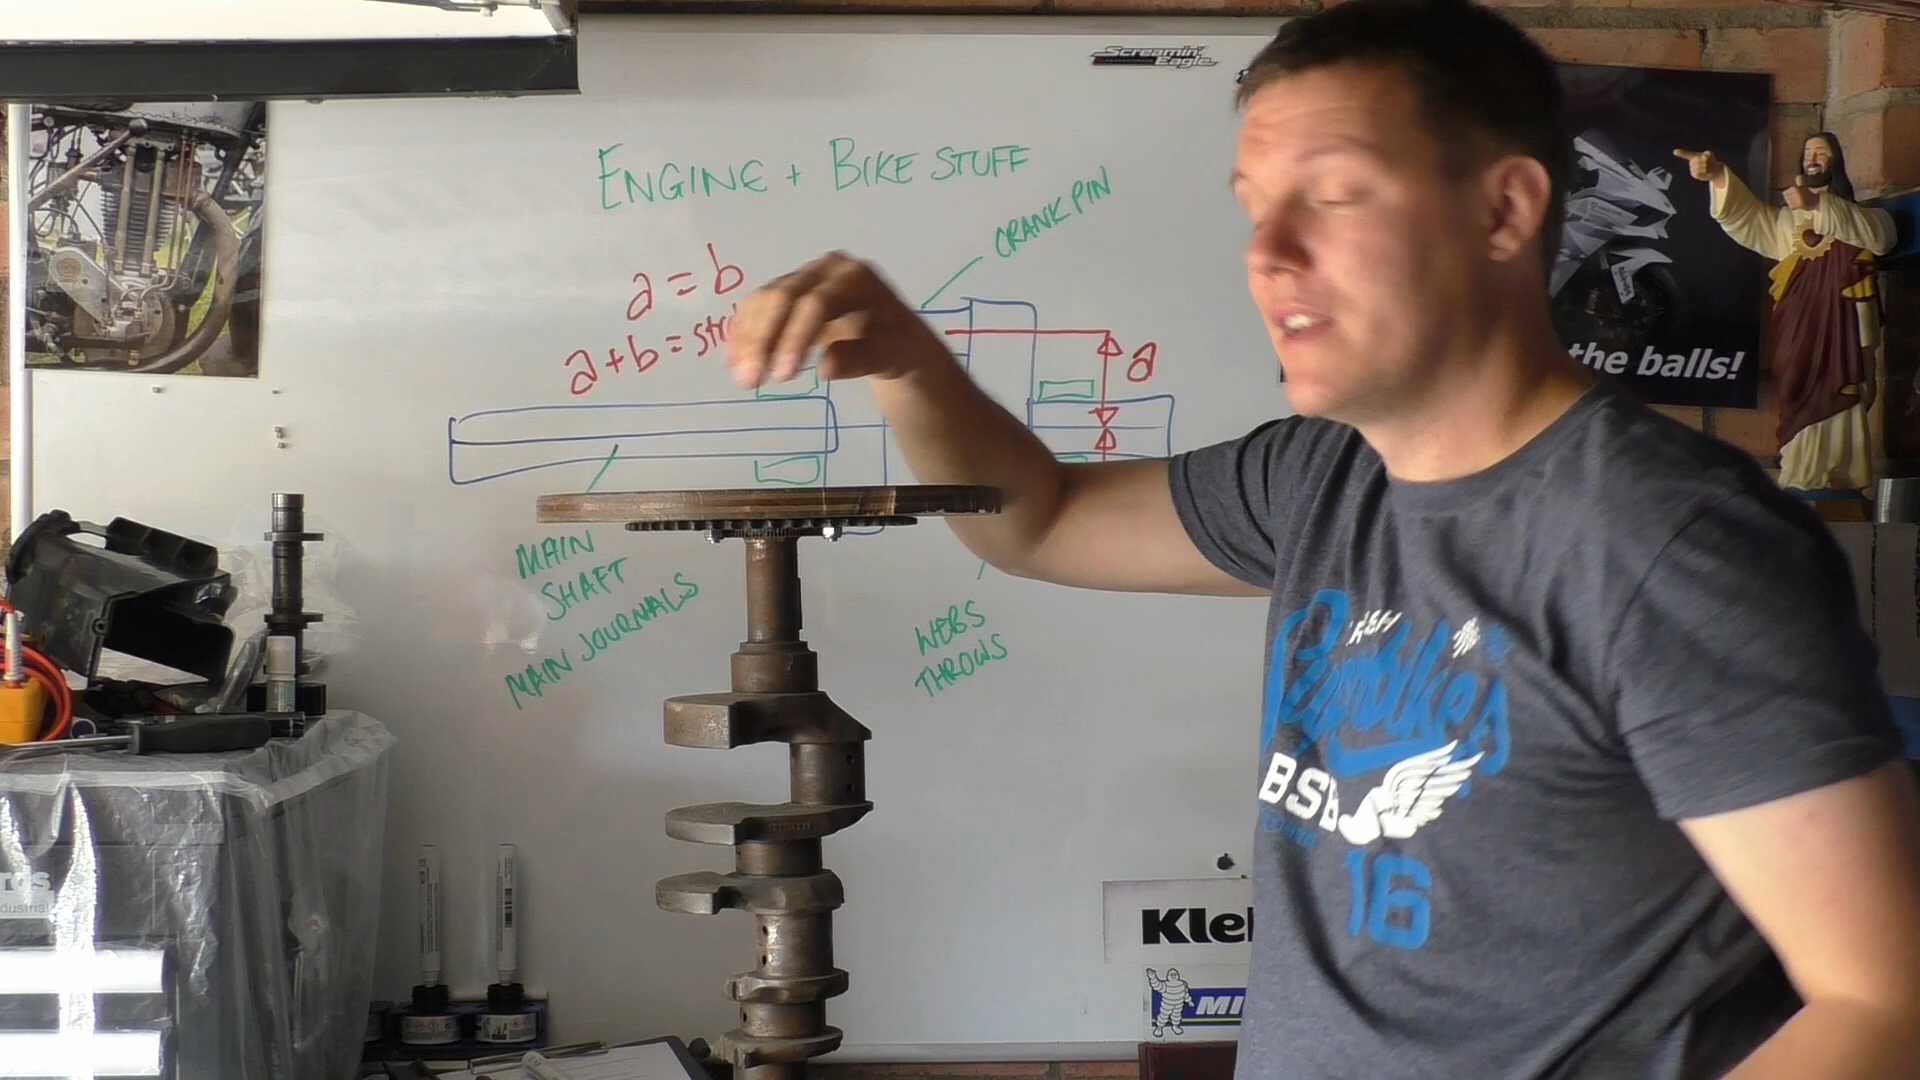 Screamin'
Eagle
ENGINE + BIKE STUFF
CRANK PIN
a = b
a+b =
a
the balls!
MAIN
SHAFT
MAIN JOURNALS
WEBS
THROWS
BSB
16